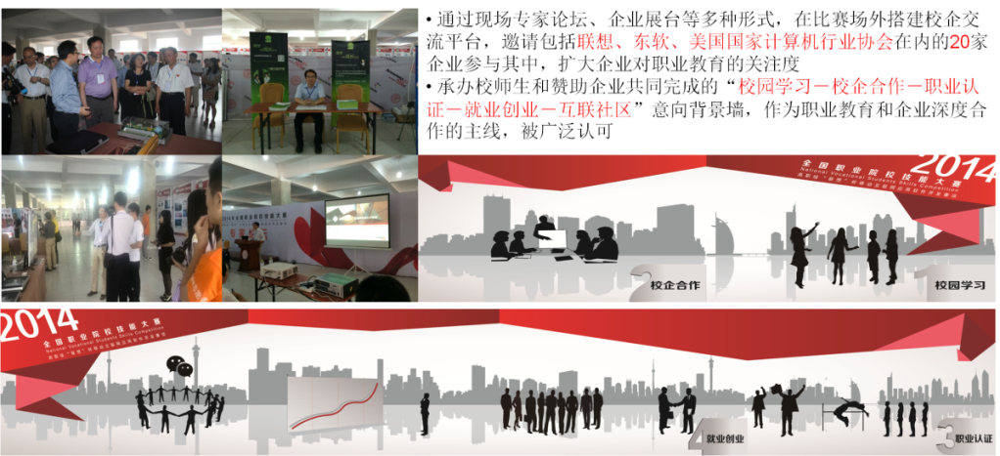 • 通过现场专家论坛、企业展台等多种形式，在比赛场外搭建校企交
流平台，邀请包括联想、东软、美国国家计算机行业协会在内的20家
企业参与其中，扩大企业对职业教育的关注度
• 承办校师生和赞助企业共同完成的“校园学习－校企合作－职业认
证－就业创业－互联社区”意向背景墙，作为职业教育和企业深度合
作的主线，被广泛认可
2014
全国职业院校技能大赛
National Vocational Students Skills Competition
2
校企合作
1
校园学习
2014
全国职业院校技能大赛
National Vocational Students Skills Competition
4
就业创业
3
职业认证